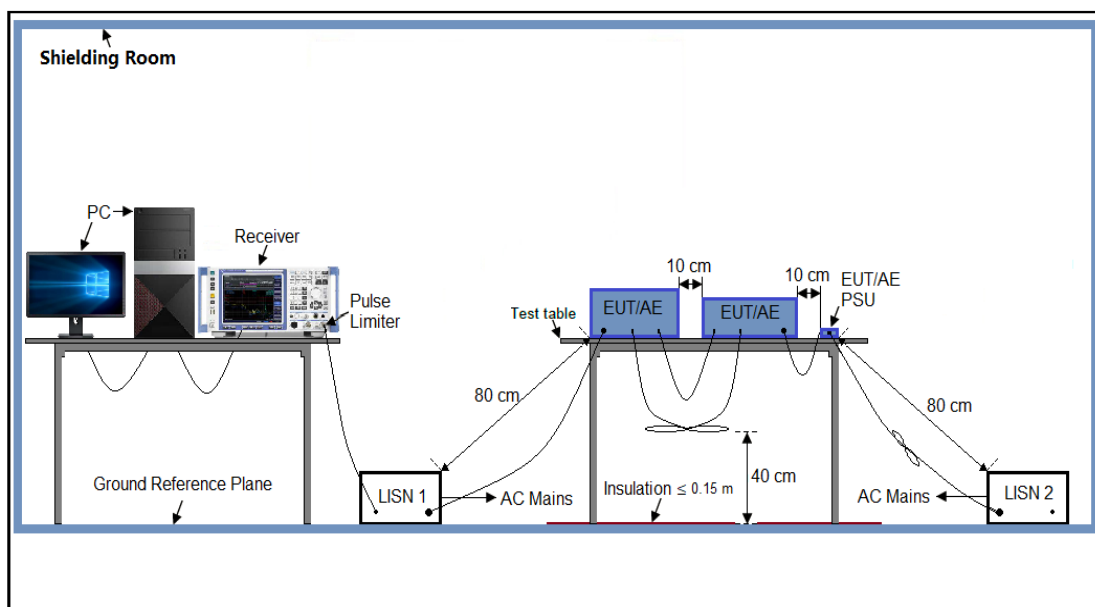 Shielding Room
PC
Receiver
Pulse
Limiter
10 cm
10 cm
EUT/AE
PSU
EUT/AE
EUT/AE
Test table
80 cm
80 cm
40 cm
Ground Reference Plane
LISN 1
AC Mains
Insulation ≤ 0.15 m
AC Mains
LISN 2